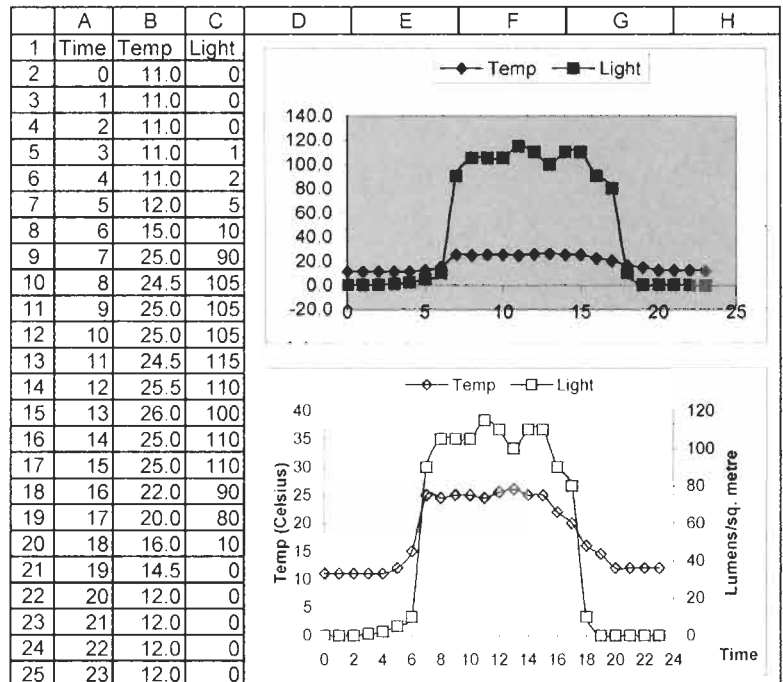 A B C D E F G H
1 Time Temp Light
2 0 11.0 0
3 1 11.0 0
4 2 11.0 0
5 3 11.0 1
6 4 11.0 2
7 5 12.0 5
8 6 15.0 10
9 7 25.0 90
10 8 24.5 105
11 9 25.0 105
12 10 25.0 105
13 11 24.5 115
14 12 25.5 110
15 13 26.0 100
16 14 25.0 110
17 15 25.0 110
18 16 22.0 90
19 17 20.0 80
20 18 16.0 10
21 19 14.5 0
22 20 12.0 0
23 21 12.0 0
24 22 12.0 0
25 23 12.0 0
Temp Light
140.0
120.0
100.0
80.0
60.0
40.0
20.0
0.0
-20.0
0 5 10 15 20 25
Temp Light
40
35
30
25
20
15
10
5
0
Temp (Celsius)
120
100
80
60
40
20
0
Lumens/sq. metre
0 2 4 6 8 10 12 14 16 18 20 22 24
Time